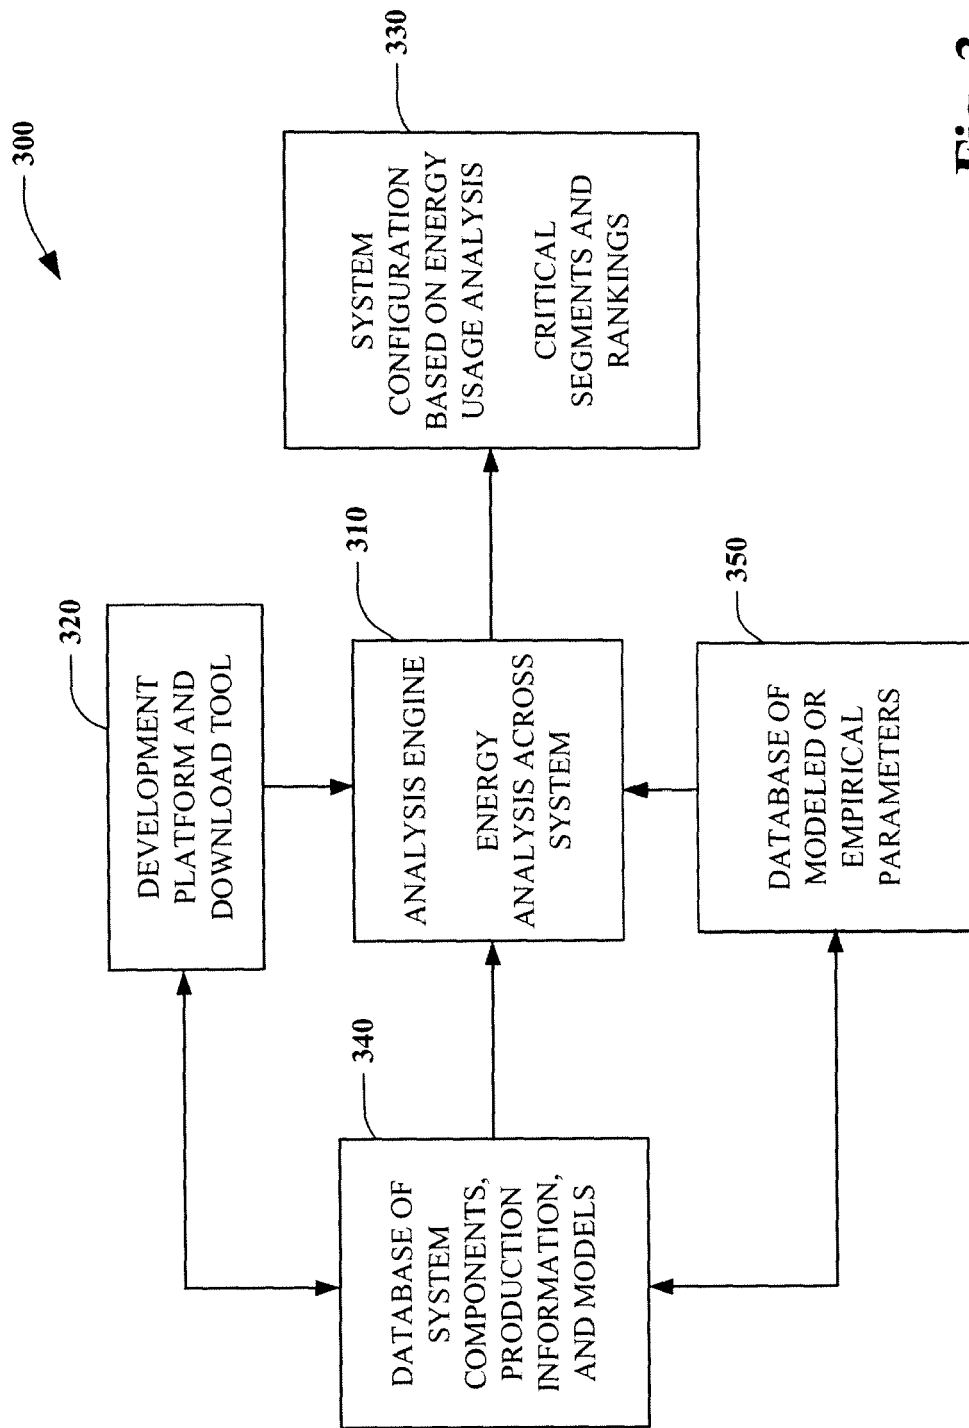 300
320
DEVELOPMENT
PLATFORM AND
DOWNLOAD TOOL
340
DATABASE OF
SYSTEM
COMPONENTS,
PRODUCTION
INFORMATION,
AND MODELS
310
ANALYSIS ENGINE
ENERGY
ANALYSIS ACROSS
SYSTEM
330
SYSTEM
CONFIGURATION
BASED ON ENERGY
USAGE ANALYSIS
CRITICAL
SEGMENTS AND
RANKINGS
350
DATABASE OF
MODELED OR
EMPIRICAL
PARAMETERS